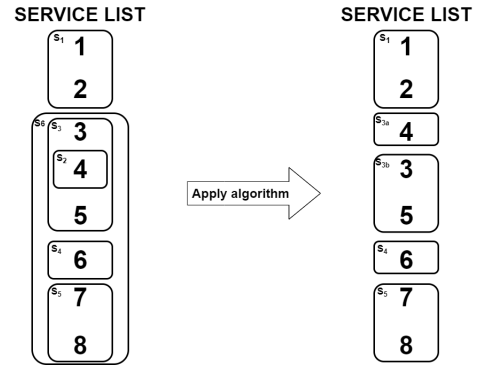 SERVICE LIST
S1 1
2
S6 S3 3
S2 4
5
S4 6
S5 7
8
Apply algorithm
SERVICE LIST
S1 1
2
S3a 4
S3b 3
5
S4 6
S5 7
8